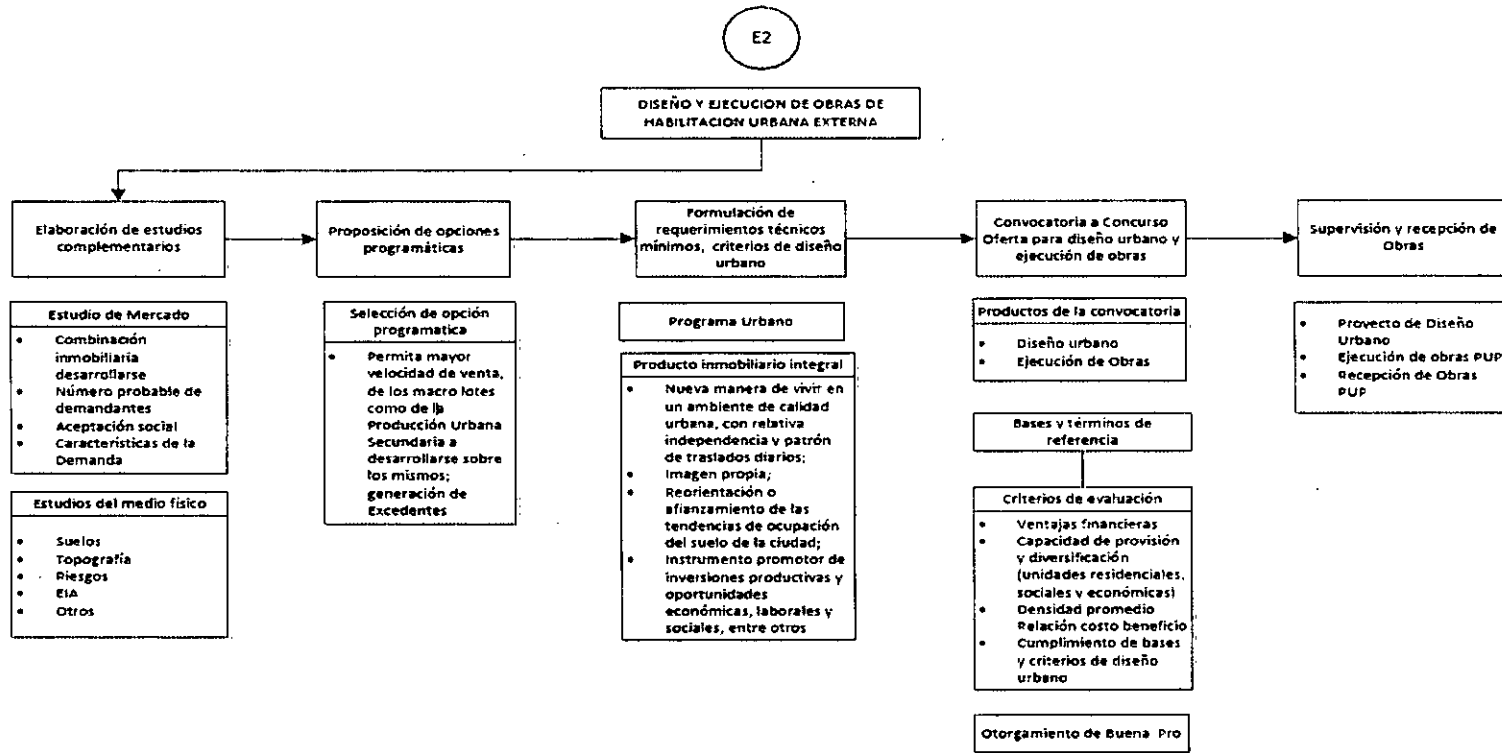 E2
DISEÑO Y EJECUCION DE OBRAS DE
HABILITACION URBANA EXTERNA
Elaboración de estudios
complementarios
Proposición de opciones
programáticas
Formulación de
requerimientos técnicos
mínimos, criterios de diseño
urbano
Convocatoria a Concurso
Oferta para diseño urbano y
ejecución de obras
Supervisión y recepción de
Obras
Estudio de Mercado
• Combinación
inmobiliaria
desarrollarse
• Número probable de
demandantes
• Aceptación social
• Características de la
Demanda
Estudios del medio físico
• Suelos
• Topografía
• Riesgos
• EIA
• Otros
Selección de opción
programatica
• Permita mayor
velocidad de venta,
de los macro lotes
como de la
Producción Urbana
Secundaria a
desarrollarse sobre
los mismos;
generación de
Excedentes
Programa Urbano
Producto inmobiliario integral
• Nueva manera de vivir en
un ambiente de calidad
urbana, con relativa
independencia y patrón
de traslados diarios;
• Imagen propia;
• Reorientación o
afianzamiento de las
tendencias de ocupación
del suelo de la ciudad;
• Instrumento promotor de
inversiones productivas y
oportunidades
económicas, laborales y
sociales, entre otros
Productos de la convocatoria
• Diseño urbano
• Ejecución de Obras
Bases y términos de
referencia
Criterios de evaluación
• Ventajas financieras
• Capacidad de provisión
y diversificación
(unidades residenciales,
sociales y económicas)
• Densidad promedio
Relación costo beneficio
• Cumplimiento de bases
y criterios de diseño
urbano
Otorgamiento de Buena Pro
• Proyecto de Diseño
Urbano
• Ejecución de obras PUP
• Recepción de Obras
PUP